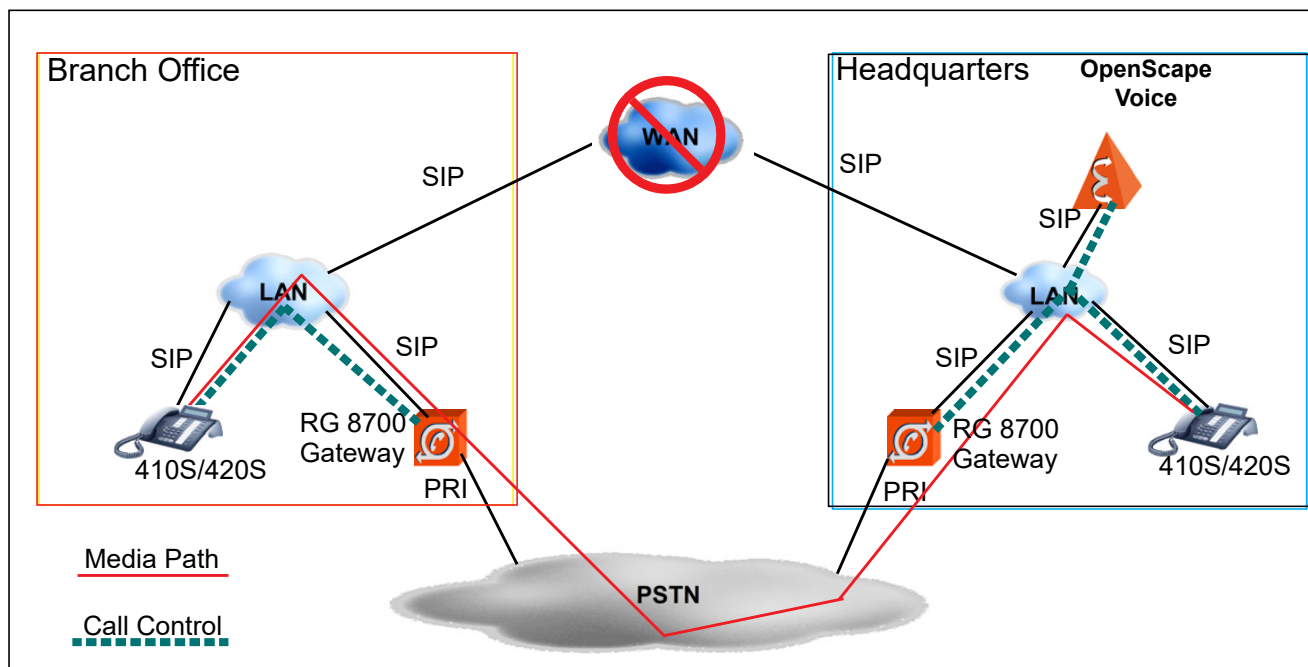 Branch Office
Headquarters
OpenScape
Voice
WAN
SIP
SIP
SIP
LAN
LAN
SIP
SIP
SIP
SIP
RG 8700
Gateway
410S/420S
PRI
RG 8700
Gateway
410S/420S
PRI
Media Path
PSTN
Call Control